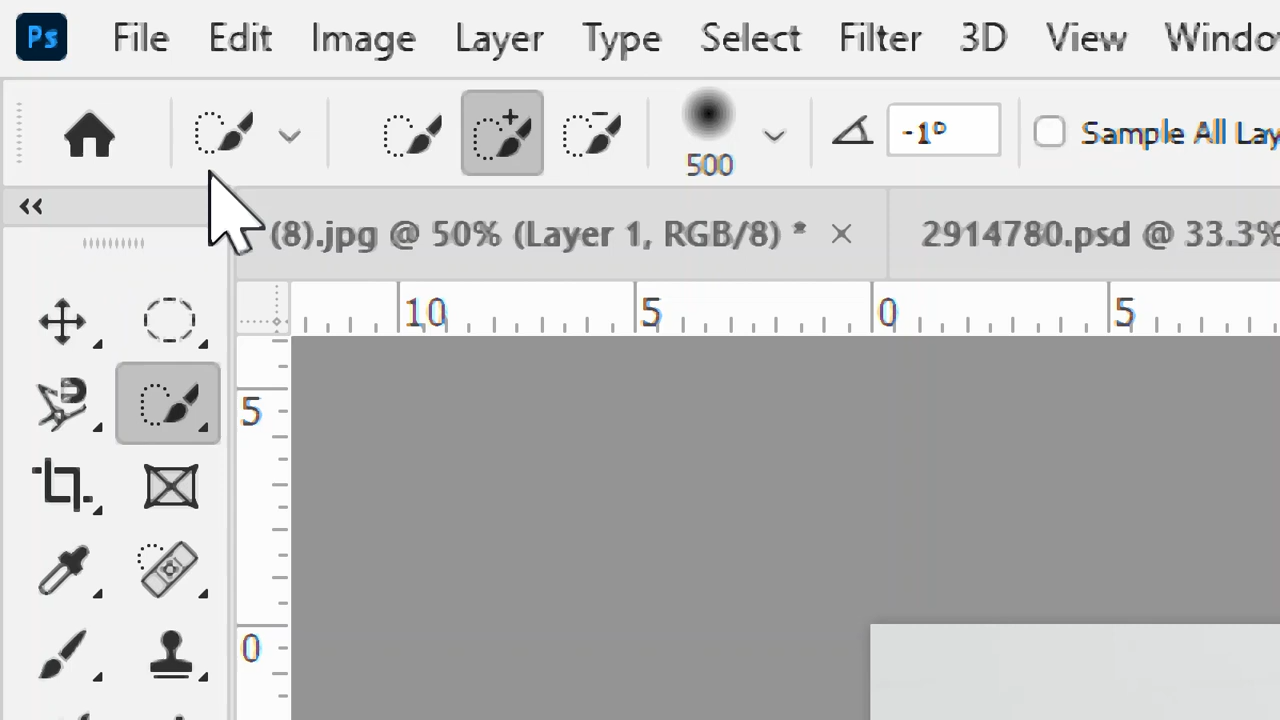 Ps File Edit Image Layer Type Select Filter 3D View Windo
500 -1° Sample All Lay
(8).jpg @ 50% (Layer 1, RGB/8) * × 2914780.psd @ 33.3%
10 5 0 5
5
0